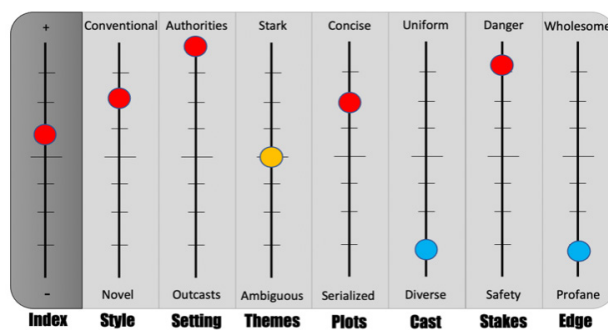 + Conventional Authorities Stark Concise Uniform Danger Wholesome
- Novel Outcasts Ambiguous Serialized Diverse Safety Profane
Index Style Setting Themes Plots Cast Stakes Edge